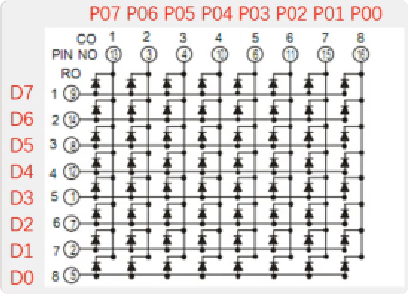 P07 P06 P05 P04 P03 P02 P01 P00
CO 1 2 3 4 5 6 7 8
PIN NO 13 3 4 10 6 11 15 16
RO
D7 1 9
D6 2 14
D5 3 8
D4 4 12
D3 5 1
D2 6 7
D1 7 2
D0 8 5